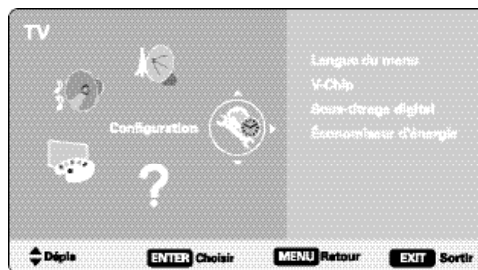 TV
Langue du menu
V-Chip
Sous-titrage digital
Économiseur d'énergie
Configuration
?
Dépla
ENTER Choisir
MENU Retour
EXIT Sortir